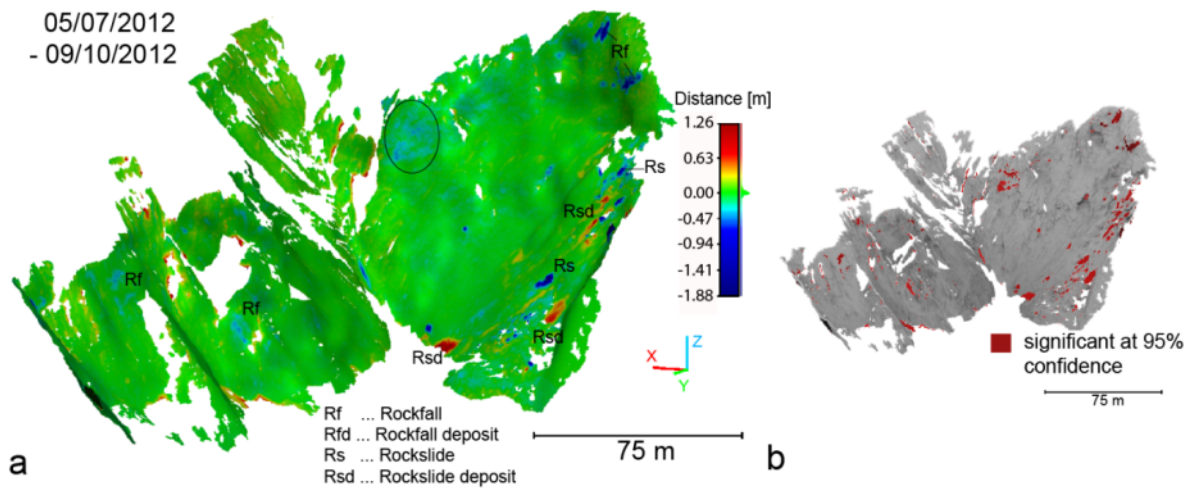 05/07/2012
- 09/10/2012
Rf
Distance [m]
1.26
0.63
0.00
-0.47
-0.94
-1.41
-1.88
Rs
Rsd
Rf
Rs
Rf
Rsd
Rsd
X
Z
Y
Rf ... Rockfall
Rfd ... Rockfall deposit
Rs ... Rockslide
Rsd ... Rockslide deposit
75 m
a
significant at 95%
confidence
75 m
b